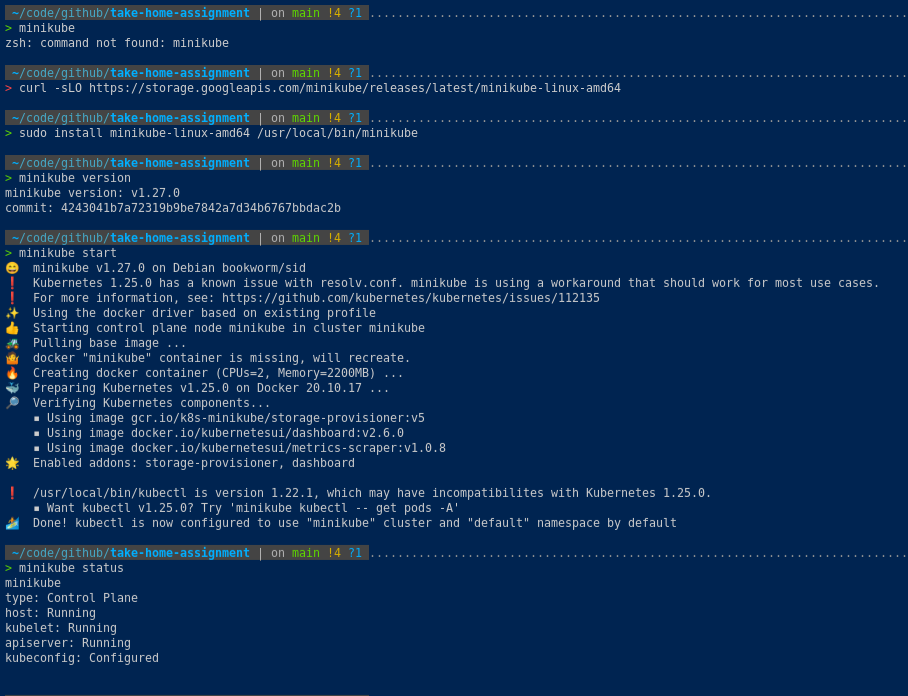 ~/code/github/take-home-assignment | on main !4 ?1 ................................................................................
> minikube
zsh: command not found: minikube
~/code/github/take-home-assignment | on main !4 ?1 ................................................................................
> curl -sLO https://storage.googleapis.com/minikube/releases/latest/minikube-linux-amd64
~/code/github/take-home-assignment | on main !4 ?1 ................................................................................
> sudo install minikube-linux-amd64 /usr/local/bin/minikube
~/code/github/take-home-assignment | on main !4 ?1 ................................................................................
> minikube version
minikube version: v1.27.0
commit: 4243041b7a72319b9be7842a7d34b6767bbdac2b
~/code/github/take-home-assignment | on main !4 ?1 ................................................................................
> minikube start
😄 minikube v1.27.0 on Debian bookworm/sid
❗ Kubernetes 1.25.0 has a known issue with resolv.conf. minikube is using a workaround that should work for most use cases.
❗ For more information, see: https://github.com/kubernetes/kubernetes/issues/112135
✨ Using the docker driver based on existing profile
👍 Starting control plane node minikube in cluster minikube
🚜 Pulling base image ...
🤷 docker "minikube" container is missing, will recreate.
🔥 Creating docker container (CPUs=2, Memory=2200MB) ...
🐳 Preparing Kubernetes v1.25.0 on Docker 20.10.17 ...
🔎 Verifying Kubernetes components...
▪ Using image gcr.io/k8s-minikube/storage-provisioner:v5
▪ Using image docker.io/kubernetesui/dashboard:v2.6.0
▪ Using image docker.io/kubernetesui/metrics-scraper:v1.0.8
🌟 Enabled addons: storage-provisioner, dashboard
❗ /usr/local/bin/kubectl is version 1.22.1, which may have incompatibilites with Kubernetes 1.25.0.
▪ Want kubectl v1.25.0? Try 'minikube kubectl -- get pods -A'
🏄 Done! kubectl is now configured to use "minikube" cluster and "default" namespace by default
~/code/github/take-home-assignment | on main !4 ?1 ................................................................................
> minikube status
minikube
type: Control Plane
host: Running
kubelet: Running
apiserver: Running
kubeconfig: Configured